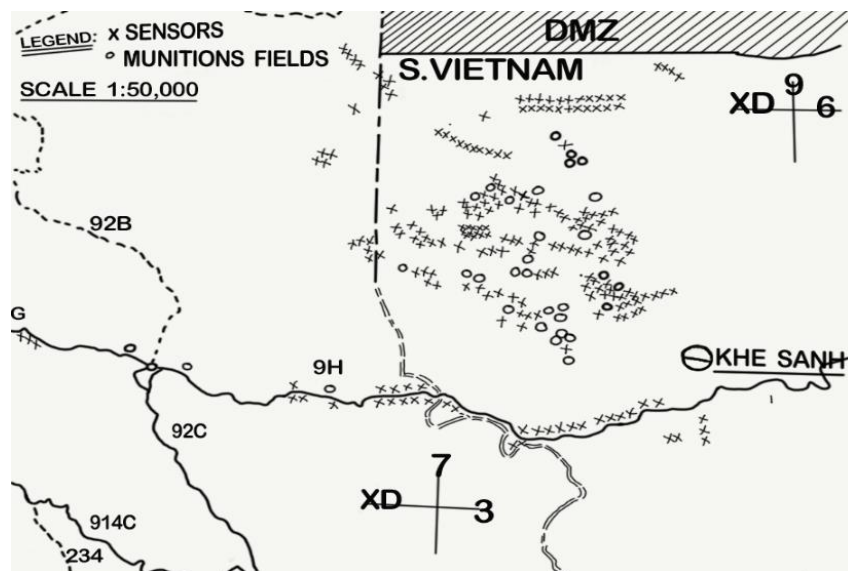 LEGEND: x SENSORS
o MUNITIONS FIELDS
SCALE 1:50,000
DMZ
S.VIETNAM
XD 9 6
92B
G
9H
KHE SANH
92C
XD 7 3
914C
234